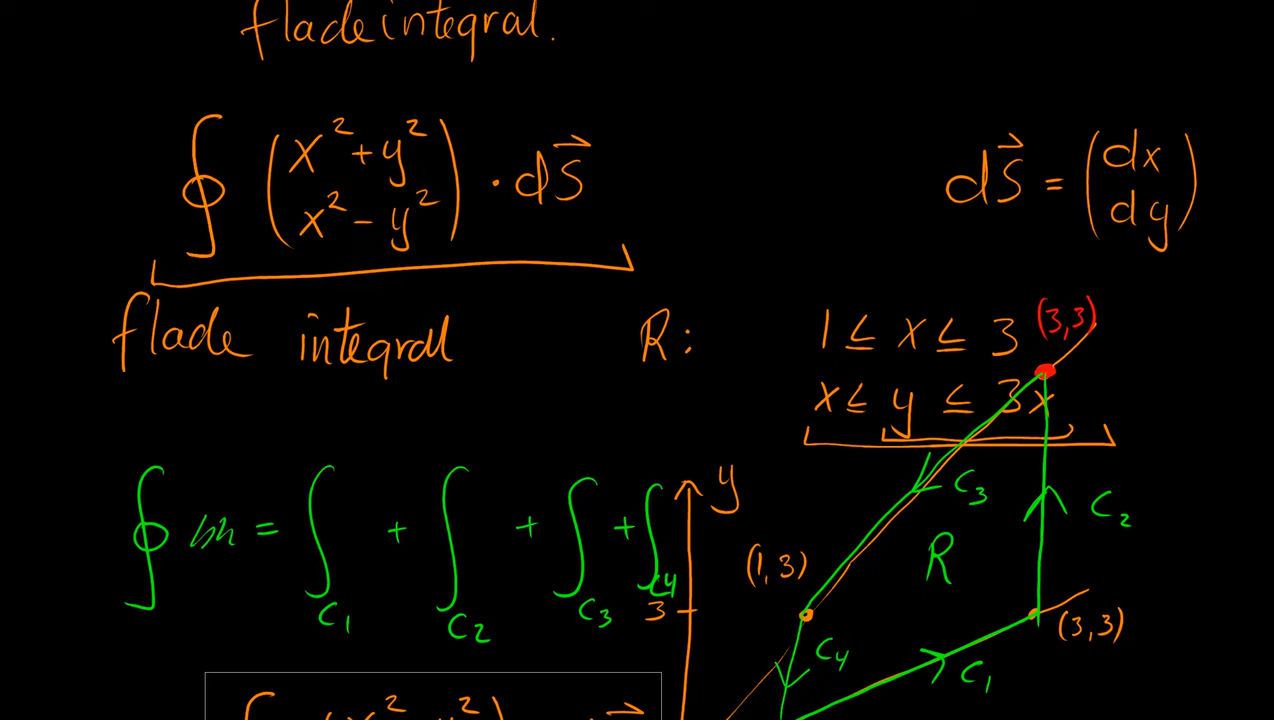 fladeintegral.
∮ (x²+y² / x²-y²) · dS⃗
dS⃗ = (dx / dy)
flade integral
R: 1 ≤ x ≤ 3 (3,3)
x ≤ y ≤ 3x
∮ = ∫C₁ + ∫C₂ + ∫C₃ + ∫C₄
y
C₃
C₂
(1,3)
R
3
(3,3)
C₄
C₁